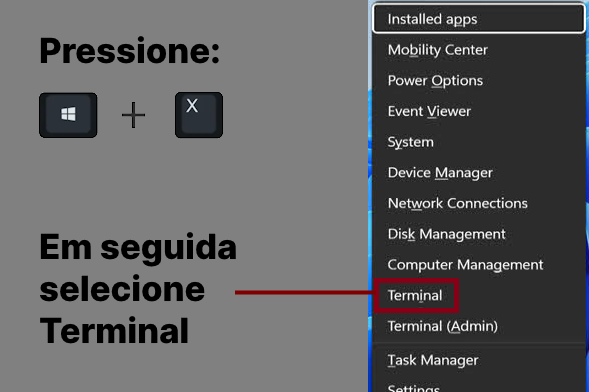 Pressione:
X
Em seguida
selecione
Terminal
Installed apps
Mobility Center
Power Options
Event Viewer
System
Device Manager
Network Connections
Disk Management
Computer Management
Terminal
Terminal (Admin)
Task Manager
Settings